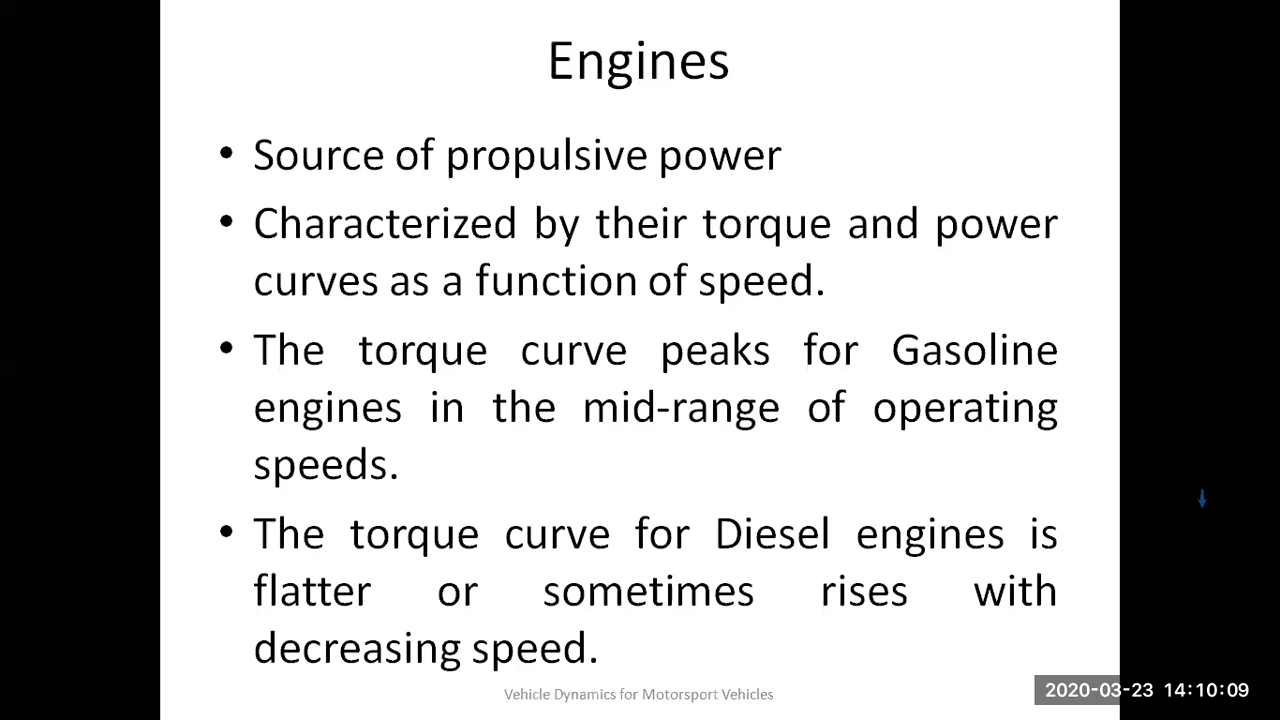 Engines
• Source of propulsive power
• Characterized by their torque and power
curves as a function of speed.
• The torque curve peaks for Gasoline
engines in the mid-range of operating
speeds.
• The torque curve for Diesel engines is
flatter or sometimes rises with
decreasing speed.
Vehicle Dynamics for Motorsport Vehicles
2020-03-23 14:10:09